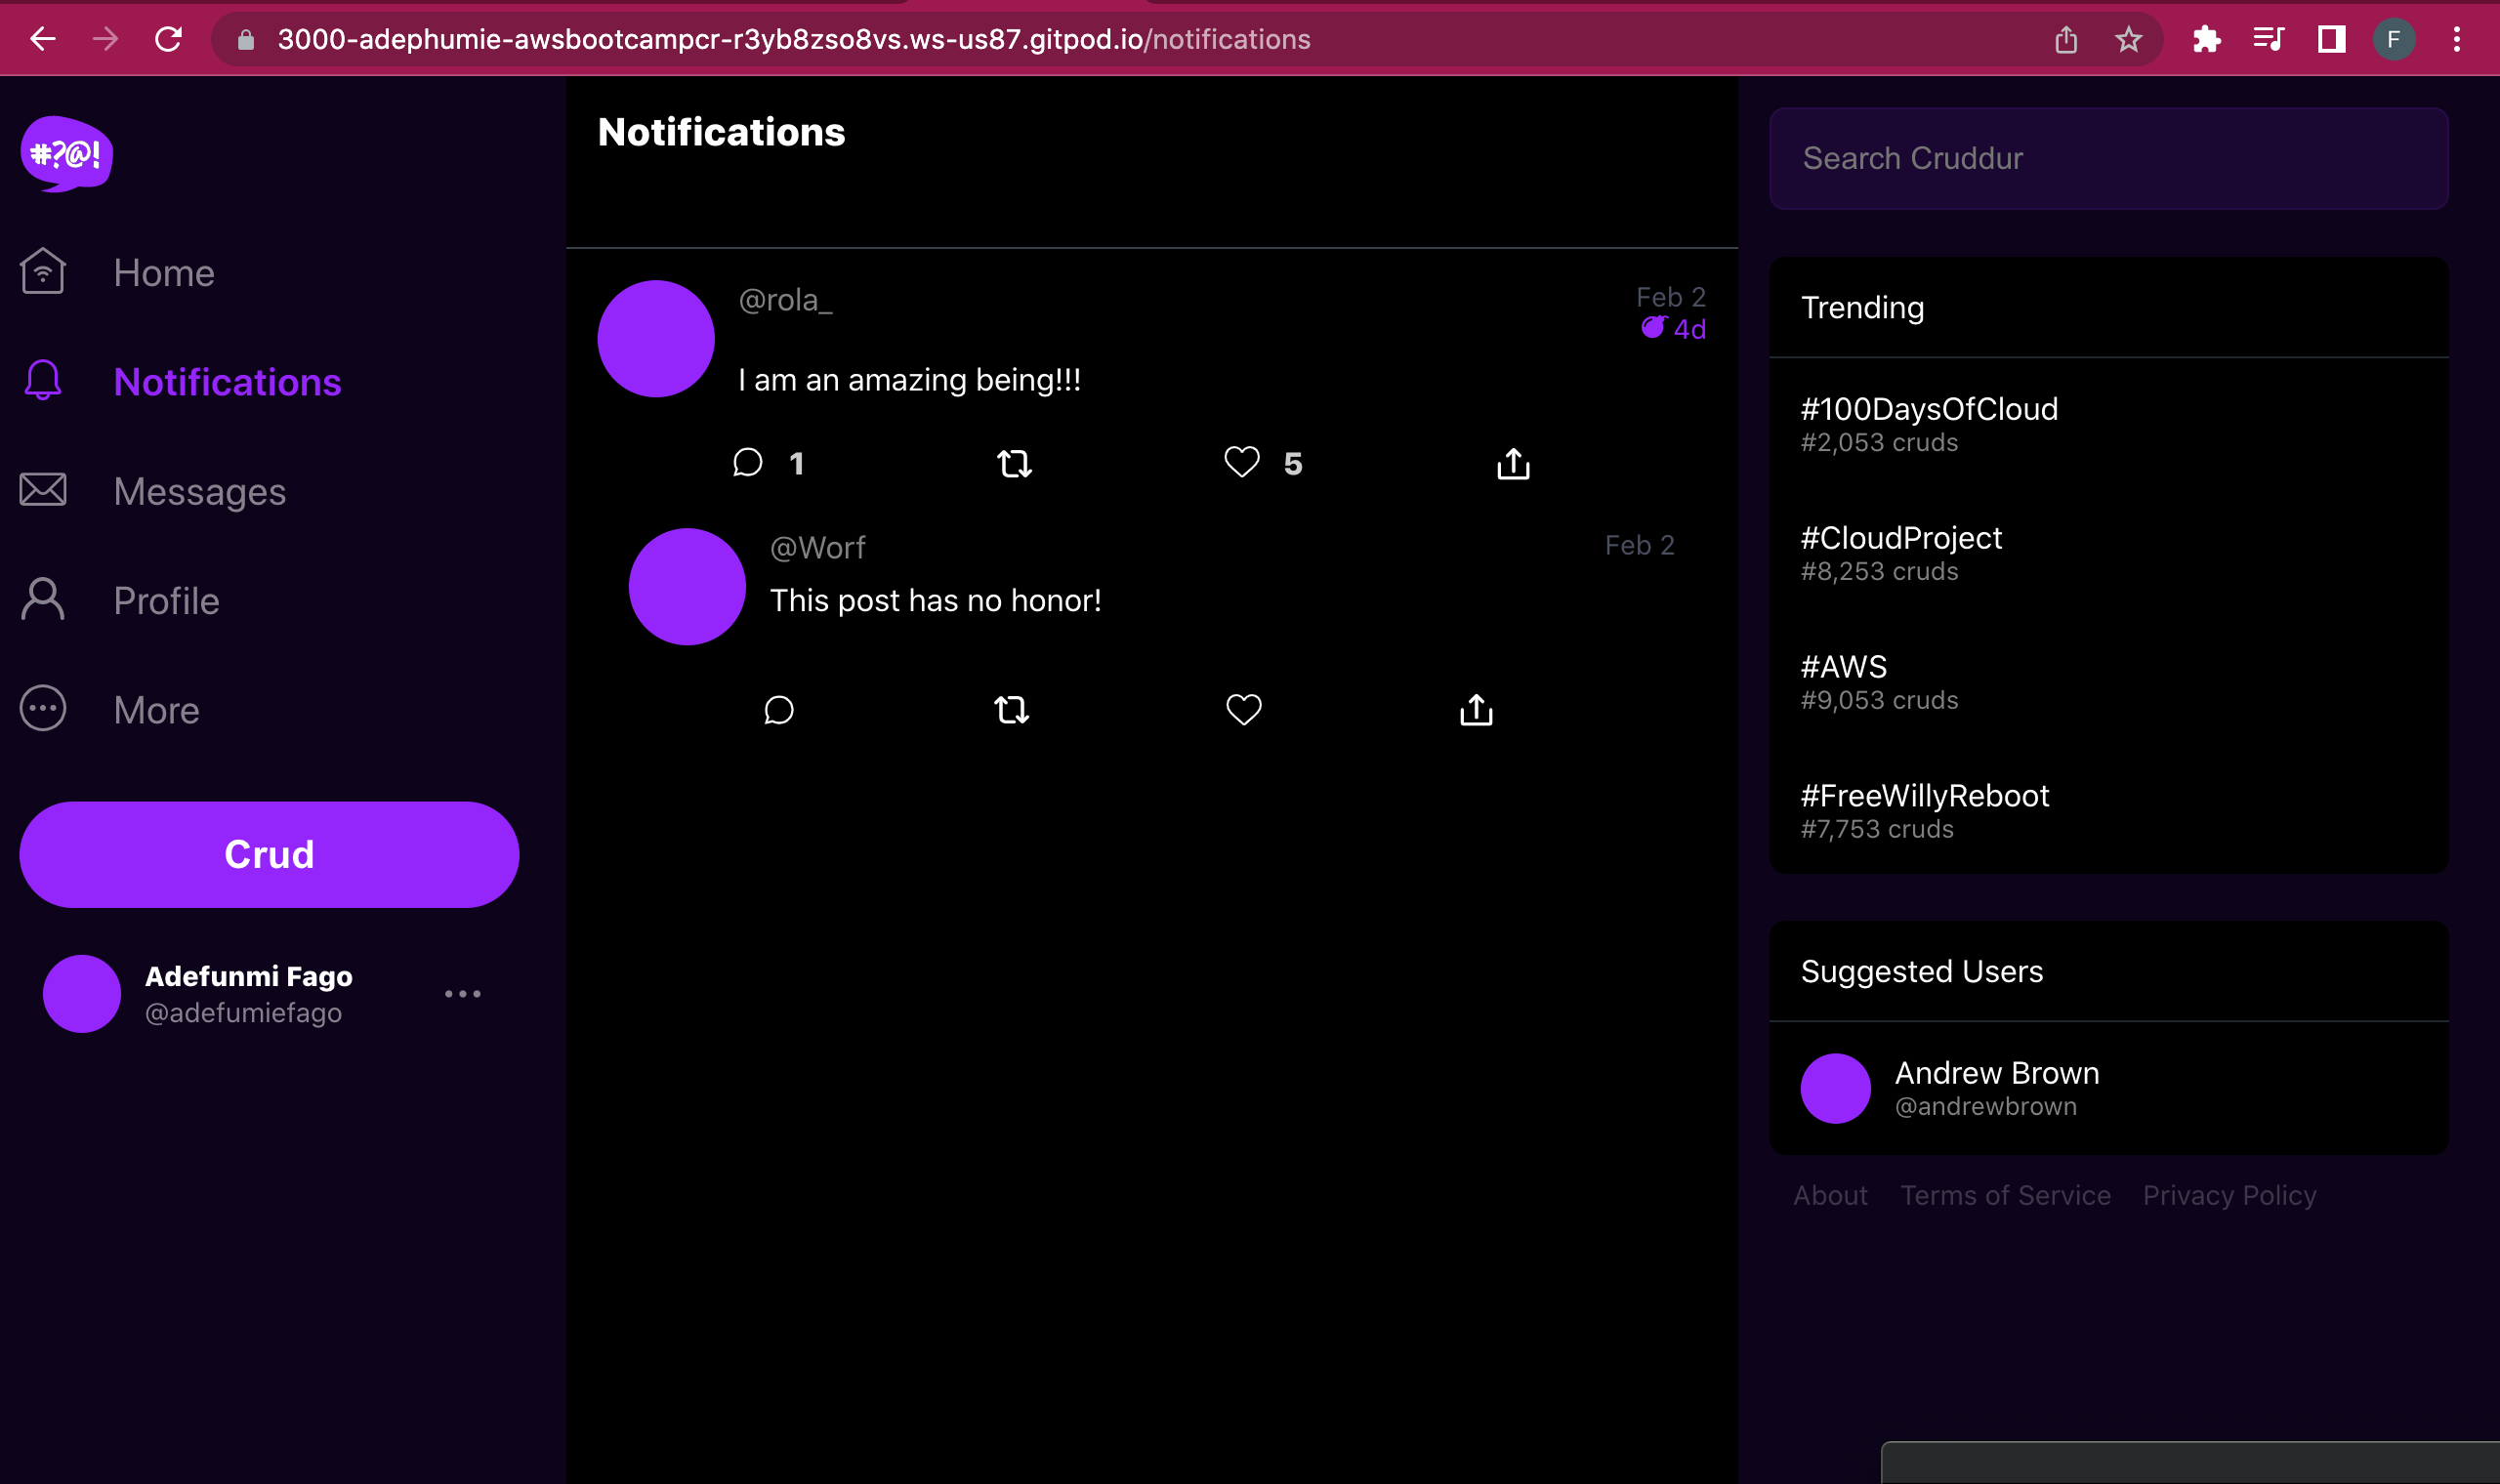 3000-adephumie-awsbootcampcr-r3yb8zso8vs.ws-us87.gitpod.io/notifications
F
#?@!
Home
Notifications
Messages
Profile
More
Crud
Adefunmi Fago
@adefumiefago
Notifications
@rola_
Feb 2
4d
I am an amazing being!!!
1
5
@Worf
Feb 2
This post has no honor!
Search Cruddur
Trending
#100DaysOfCloud
#2,053 cruds
#CloudProject
#8,253 cruds
#AWS
#9,053 cruds
#FreeWillyReboot
#7,753 cruds
Suggested Users
Andrew Brown
@andrewbrown
About Terms of Service Privacy Policy